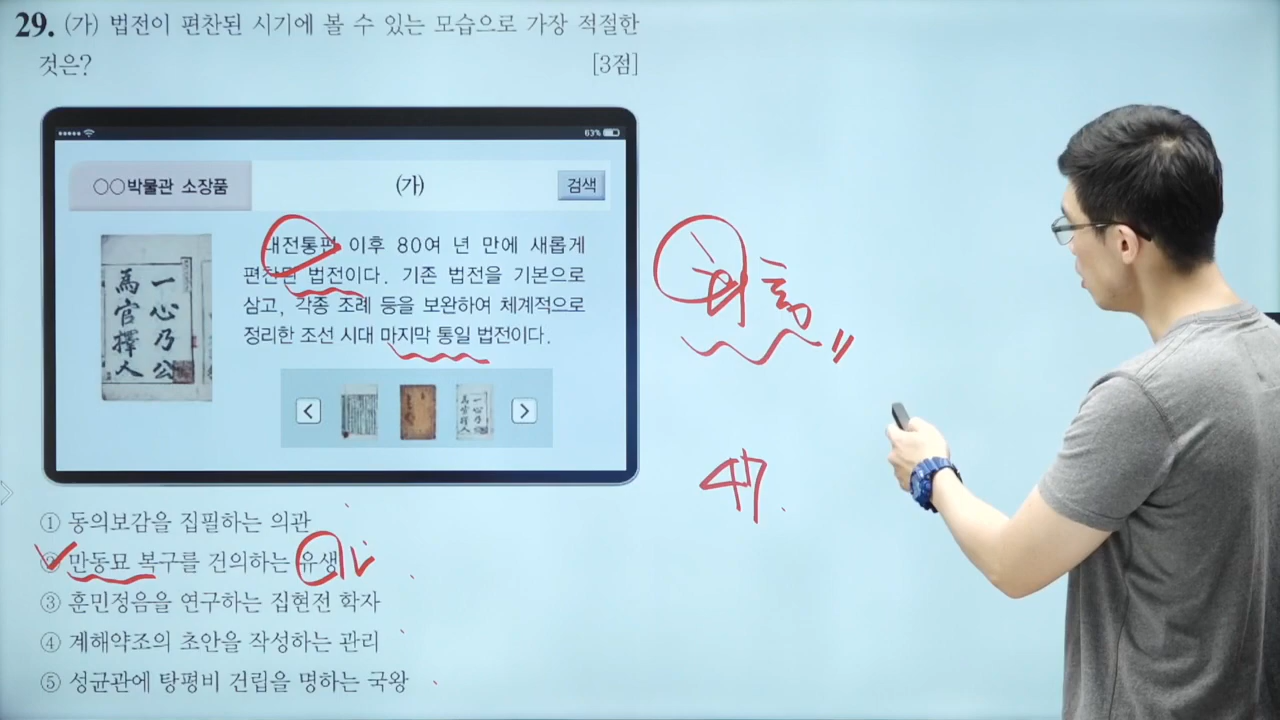 29. (가) 법전이 편찬된 시기에 볼 수 있는 모습으로 가장 적절한
것은? [3점]
63%
○○박물관 소장품 (가) 검색
대전통편 이후 80여 년 만에 새롭게
편찬된 법전이다. 기존 법전을 기본으로
삼고, 각종 조례 등을 보완하여 체계적으로
정리한 조선 시대 마지막 통일 법전이다.
一心乃公
爲官擇人
① 동의보감을 집필하는 의관
② 만동묘 복구를 건의하는 유생
③ 훈민정음을 연구하는 집현전 학자
④ 계해약조의 초안을 작성하는 관리
⑤ 성균관에 탕평비 건립을 명하는 국왕